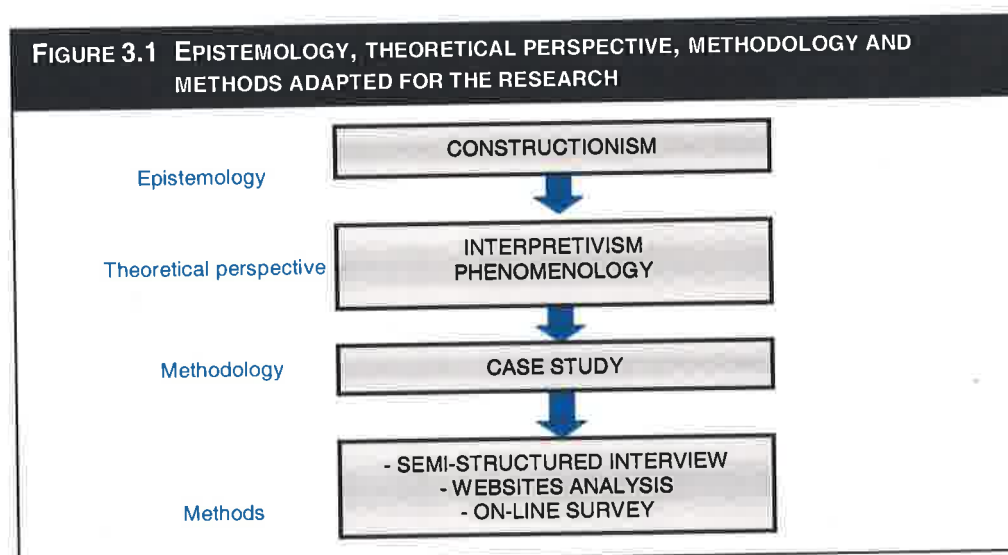 FIGURE 3.1 EPISTEMOLOGY, THEORETICAL PERSPECTIVE, METHODOLOGY AND
METHODS ADAPTED FOR THE RESEARCH
CONSTRUCTIONISM
Epistemology
INTERPRETIVISM
PHENOMENOLOGY
Theoretical perspective
CASE STUDY
Methodology
- SEMI-STRUCTURED INTERVIEW
- WEBSITES ANALYSIS
- ON-LINE SURVEY
Methods